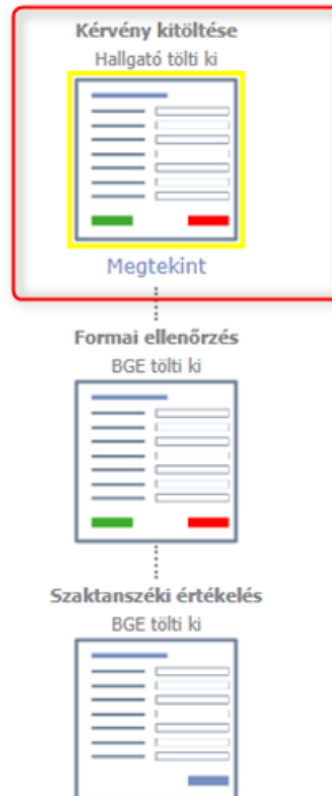 Kérvény kitöltése
Hallgató tölti ki
Megtekint
Formai ellenőrzés
BGE tölti ki
Szaktanszéki értékelés
BGE tölti ki